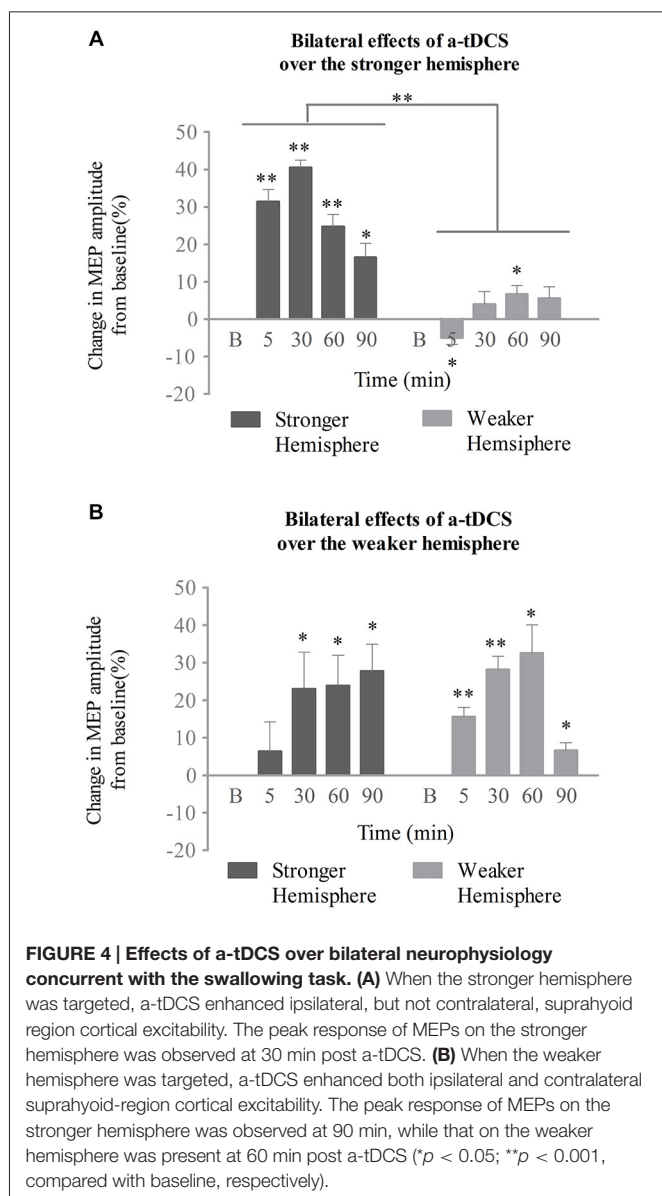 A
Bilateral effects of a-tDCS
over the stronger hemisphere
**
50
40
30
20
10
0
-10
-20
Change in MEP amplitude
from baseline(%)
**
**
**
*
*
*
B 5 30 60 90 B 5 30 60 90
Time (min)
Stronger
Hemisphere
Weaker
Hemsiphere
B
Bilateral effects of a-tDCS
over the weaker hemisphere
50
40
30
20
10
0
-10
-20
Change in MEP amplitude
from baseline(%)
*
*
*
**
**
*
*
B 5 30 60 90 B 5 30 60 90
Time (min)
Stronger
Hemisphere
Weaker
Hemisphere
FIGURE 4 | Effects of a-tDCS over bilateral neurophysiology
concurrent with the swallowing task. (A) When the stronger hemisphere
was targeted, a-tDCS enhanced ipsilateral, but not contralateral, suprahyoid
region cortical excitability. The peak response of MEPs on the stronger
hemisphere was observed at 30 min post a-tDCS. (B) When the weaker
hemisphere was targeted, a-tDCS enhanced both ipsilateral and contralateral
suprahyoid-region cortical excitability. The peak response of MEPs on the
stronger hemisphere was observed at 90 min, while that on the weaker
hemisphere was present at 60 min post a-tDCS (*p < 0.05; **p < 0.001,
compared with baseline, respectively).